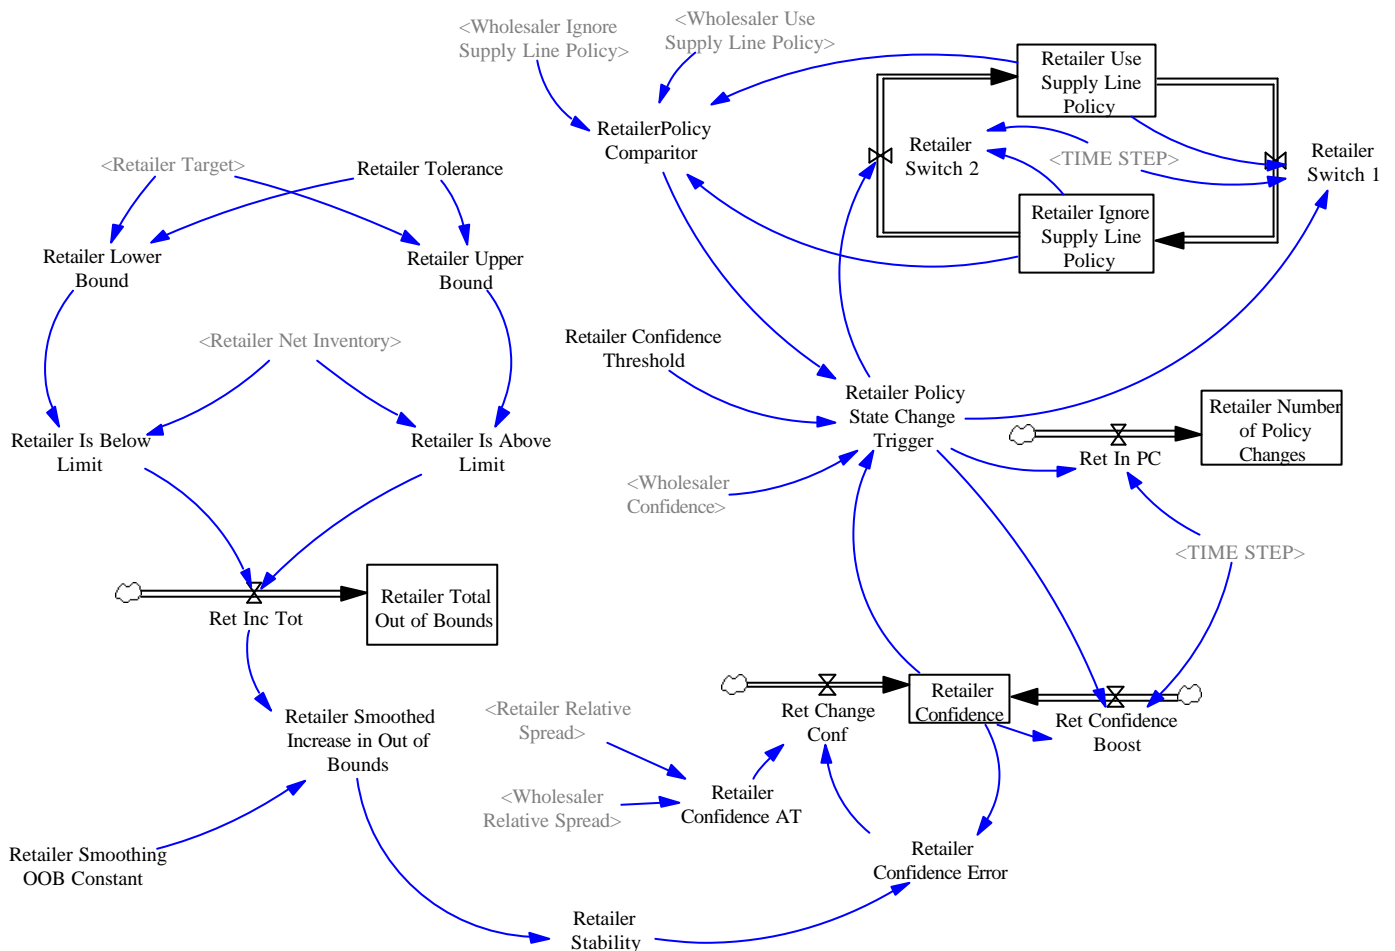 <Wholesaler Ignore
Supply Line Policy>
<Wholesaler Use
Supply Line Policy>
Retailer Use
Supply Line
Policy
RetailerPolicy
Comparitor
Retailer
Switch 2
<TIME STEP>
Retailer
Switch 1
<Retailer Target>
Retailer Tolerance
Retailer Ignore
Supply Line
Policy
Retailer Lower
Bound
Retailer Upper
Bound
<Retailer Net Inventory>
Retailer Confidence
Threshold
Retailer Policy
State Change
Trigger
Retailer Number
of Policy
Changes
Retailer Is Below
Limit
Retailer Is Above
Limit
Ret In PC
<Wholesaler
Confidence>
<TIME STEP>
Retailer Total
Out of Bounds
Ret Inc Tot
Retailer
Confidence
Ret Change
Conf
Ret Confidence
Boost
<Retailer Relative
Spread>
Retailer Smoothed
Increase in Out of
Bounds
<Wholesaler
Relative Spread>
Retailer
Confidence AT
Retailer Smoothing
OOB Constant
Retailer
Confidence Error
Retailer
Stability